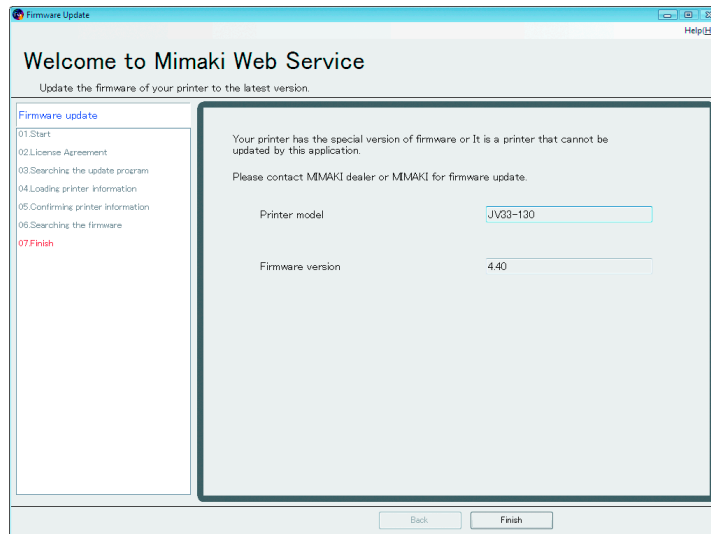 Firmware Update
Help(H
Welcome to Mimaki Web Service
Update the firmware of your printer to the latest version.
Firmware update
01.Start
02.License Agreement
03.Searching the update program
04.Loading printer information
05.Confirming printer information
06.Searching the firmware
07.Finish
Your printer has the special version of firmware or It is a printer that cannot be
updated by this application.
Please contact MIMAKI dealer or MIMAKI for firmware update.
Printer model
JV33-130
Firmware version
4.40
Back
Finish